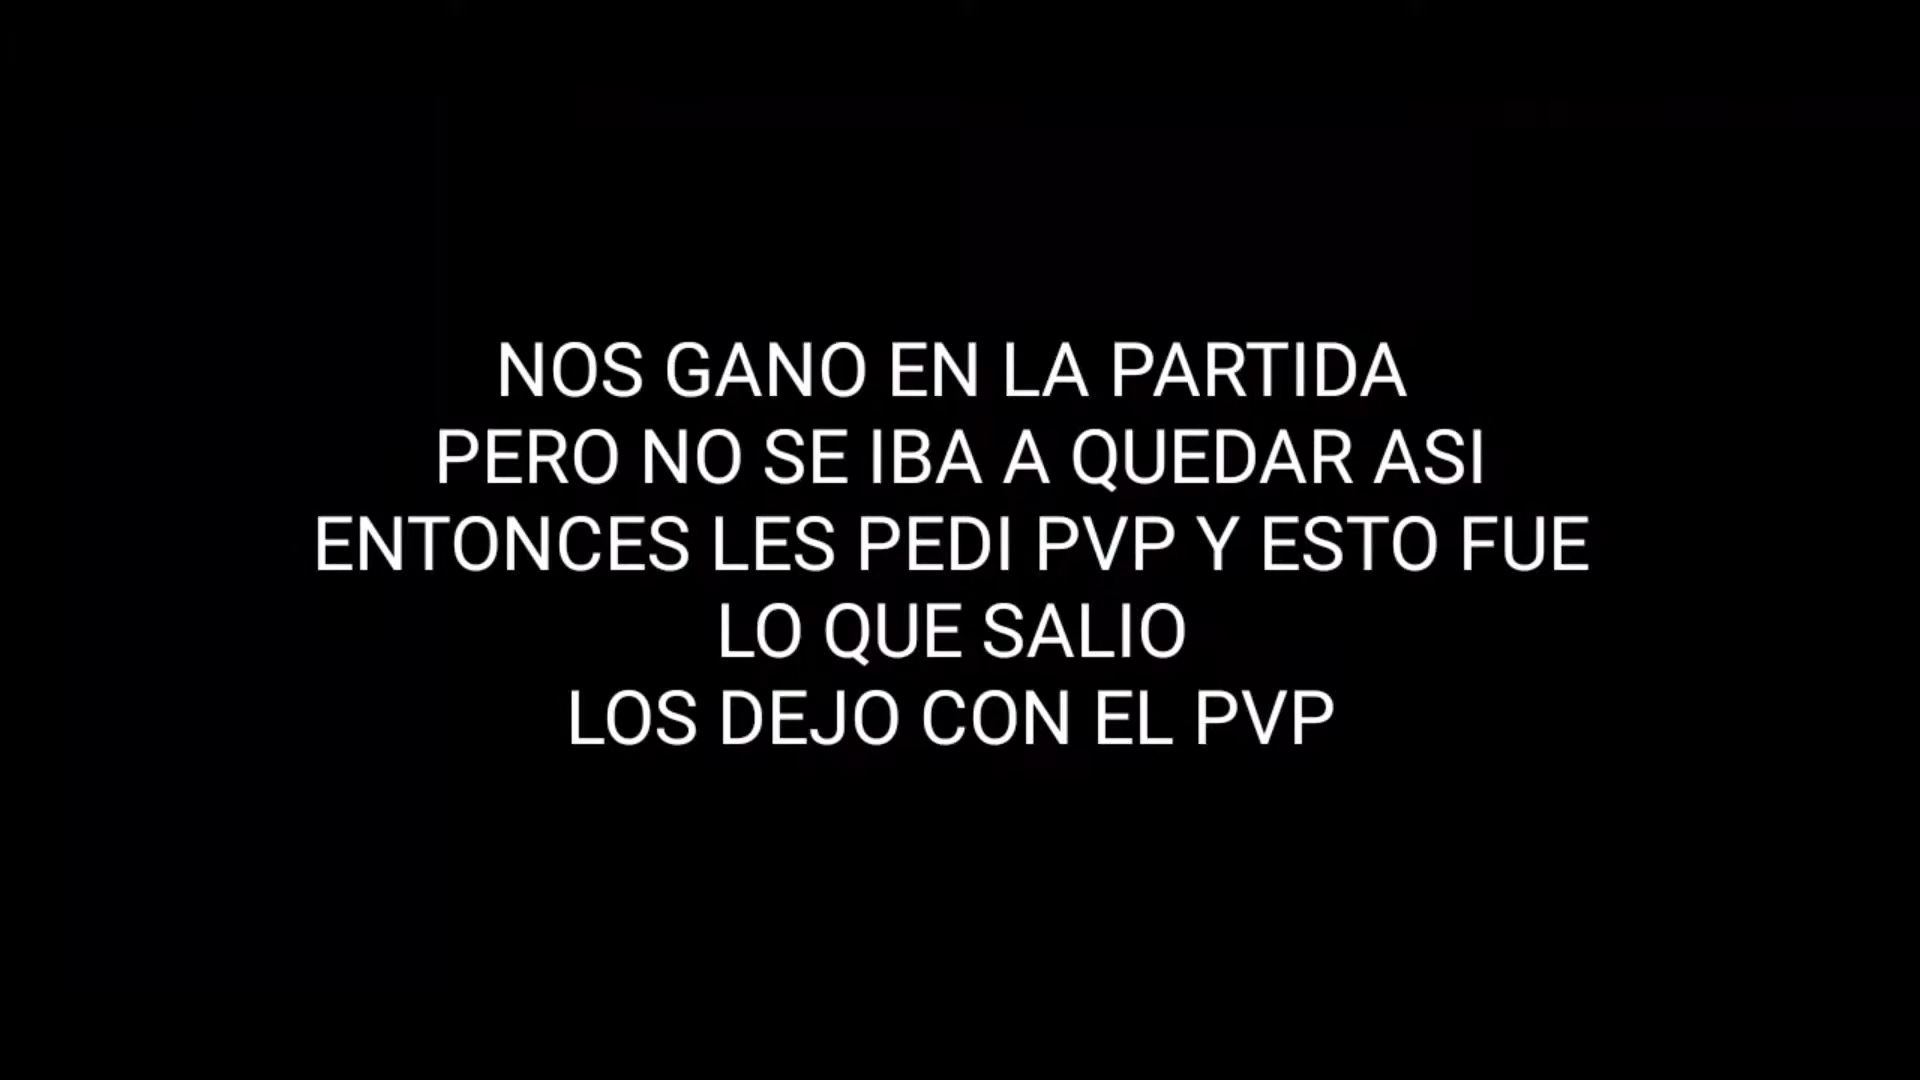 NOS GANO EN LA PARTIDA
PERO NO SE IBA A QUEDAR ASI
ENTONCES LES PEDI PVP Y ESTO FUE
LO QUE SALIO
LOS DEJO CON EL PVP